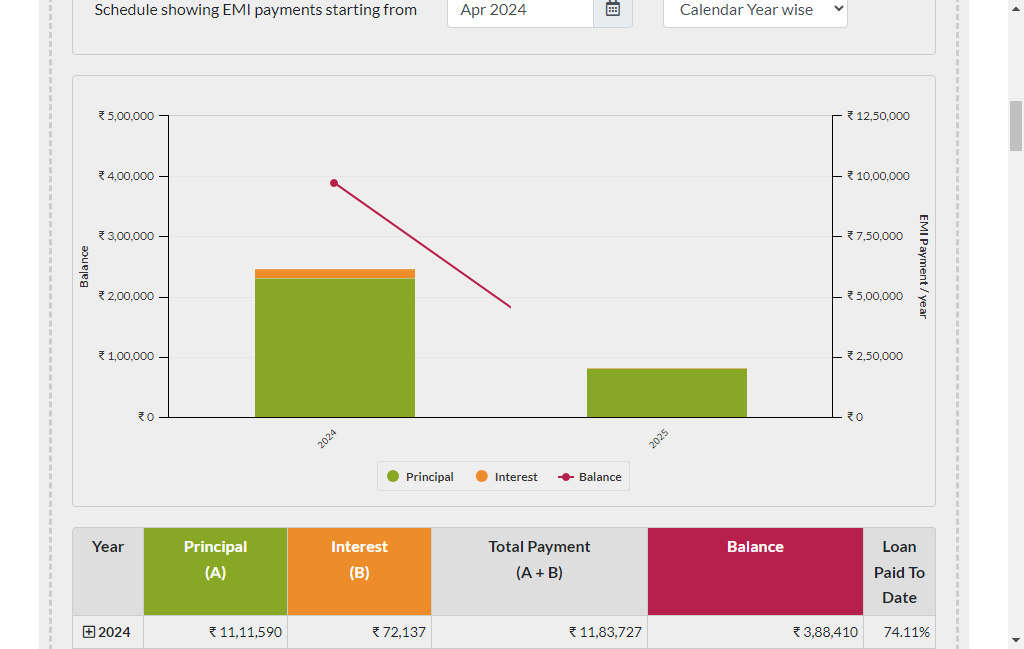 Schedule showing EMI payments starting from
Apr 2024
Calendar Year wise
₹ 5,00,000
₹ 4,00,000
₹ 3,00,000
₹ 2,00,000
₹ 1,00,000
₹ 0
Balance
₹ 12,50,000
₹ 10,00,000
₹ 7,50,000
₹ 5,00,000
₹ 2,50,000
₹ 0
EMI Payment / year
2024
2025
Principal
Interest
Balance
Year
Principal
(A)
Interest
(B)
Total Payment
(A + B)
Balance
Loan
Paid To
Date
2024
₹ 11,11,590
₹ 72,137
₹ 11,83,727
₹ 3,88,410
74.11%